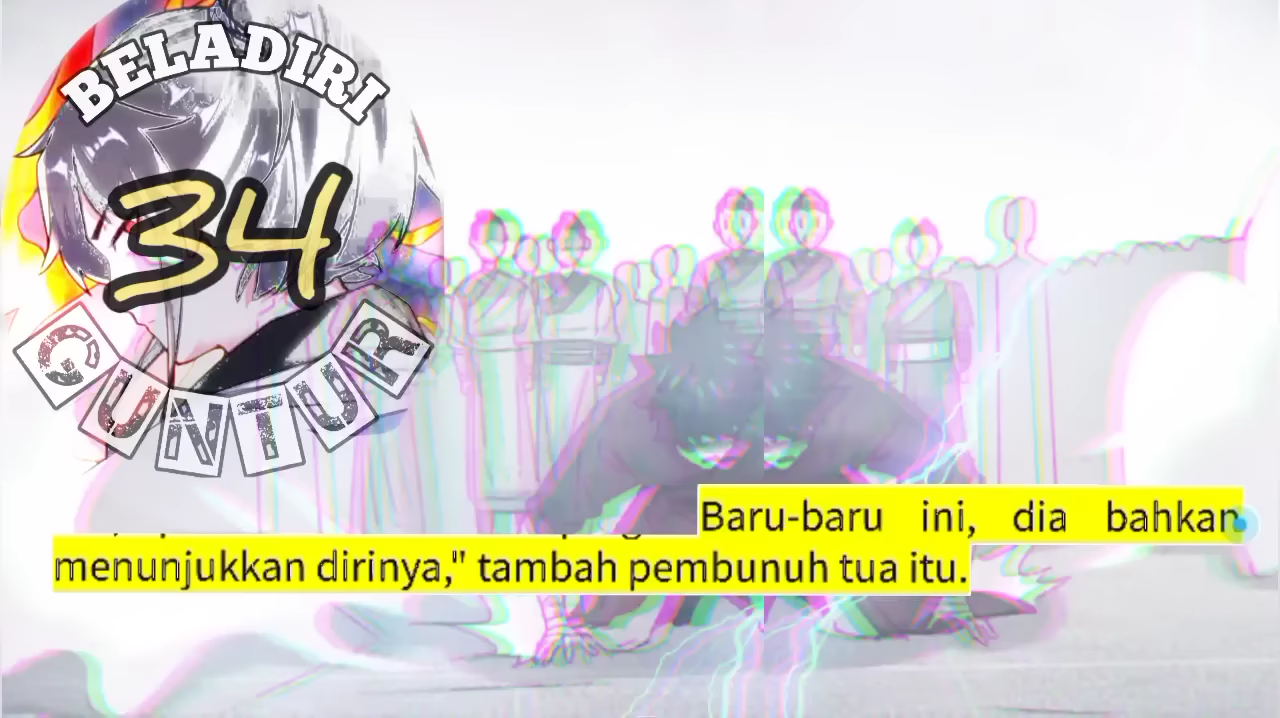 BELADIRI
34
GUNTUR
Baru-baru ini, dia bahkan
menunjukkan dirinya," tambah pembunuh tua itu.